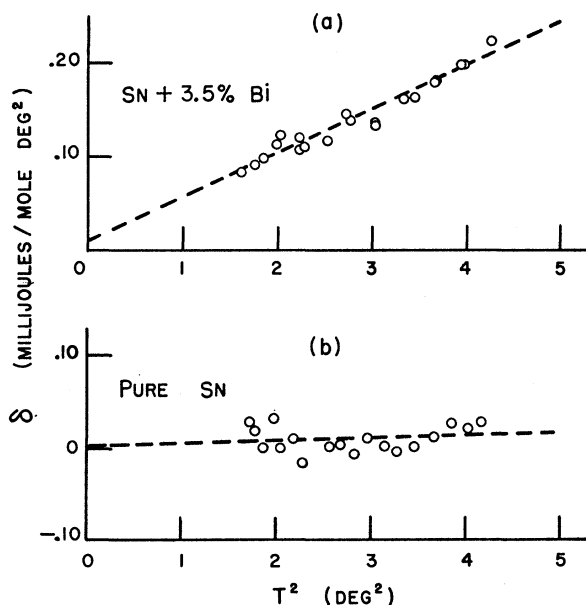 (a)
.20
SN + 3.5% Bi
.10
0 1 2 3 4 5
δ (MILLIJOULES/MOLE DEG²)
(b)
.10
PURE SN
0
-.10
0 1 2 3 4 5
T² (DEG²)